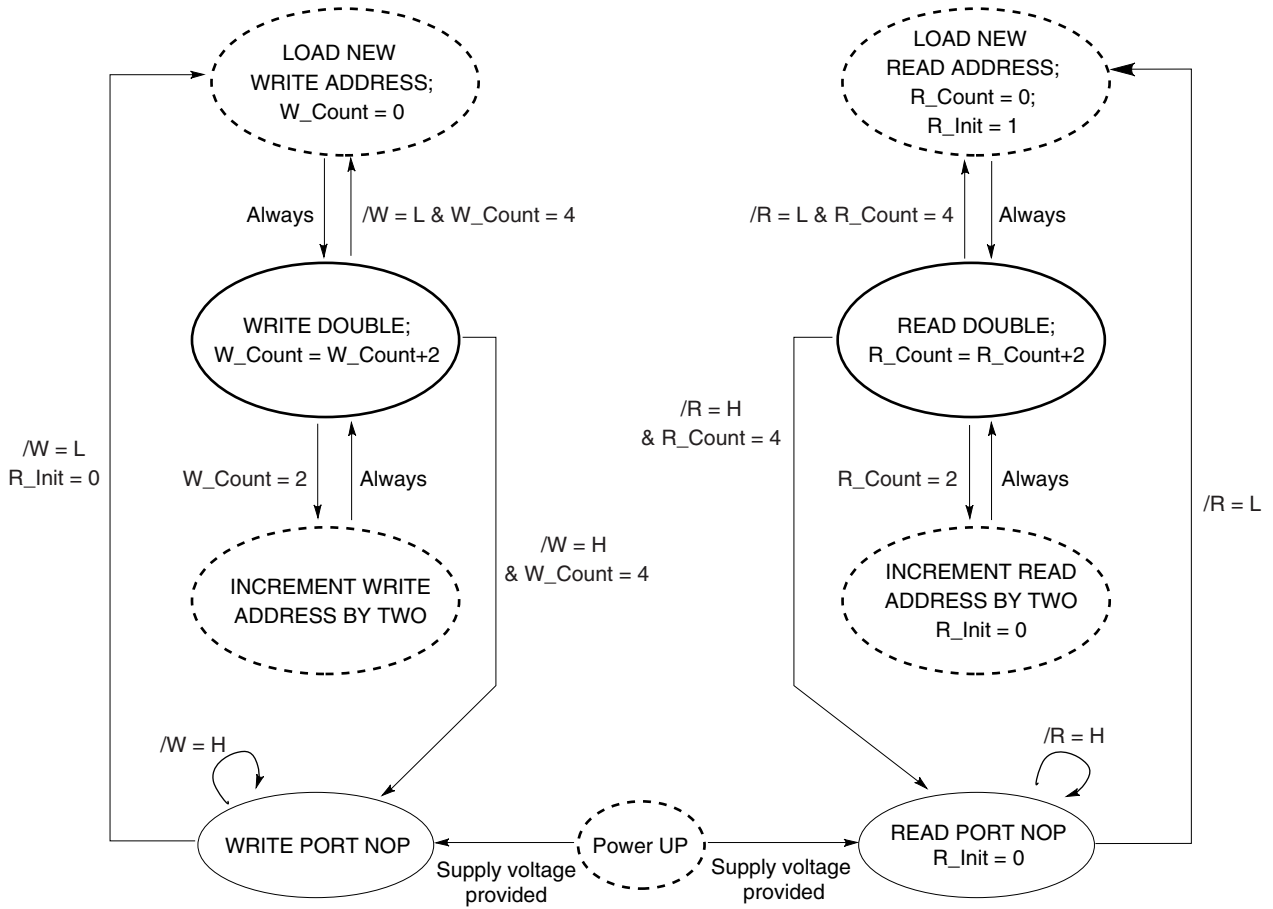 LOAD NEW
WRITE ADDRESS;
W_Count = 0
Always
/W = L & W_Count = 4
WRITE DOUBLE;
W_Count = W_Count+2
/W = L
R_Init = 0
W_Count = 2
Always
/W = H
& W_Count = 4
INCREMENT WRITE
ADDRESS BY TWO
/W = H
WRITE PORT NOP
Supply voltage
provided
Power UP
Supply voltage
provided
LOAD NEW
READ ADDRESS;
R_Count = 0;
R_Init = 1
/R = L & R_Count = 4
Always
READ DOUBLE;
R_Count = R_Count+2
/R = H
& R_Count = 4
R_Count = 2
Always
/R = L
INCREMENT READ
ADDRESS BY TWO
R_Init = 0
/R = H
READ PORT NOP
R_Init = 0